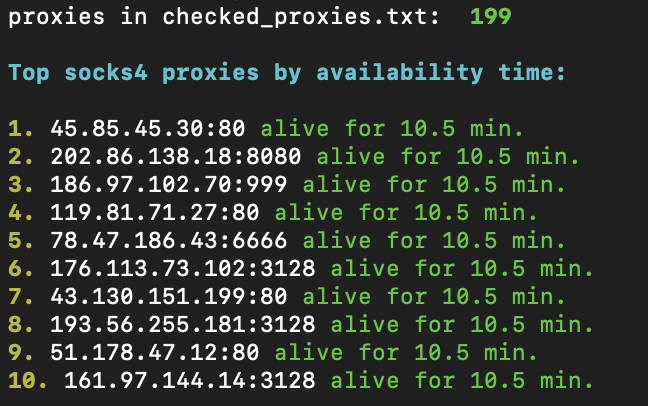 proxies in checked_proxies.txt:  199
Top socks4 proxies by availability time:
1. 45.85.45.30:80 alive for 10.5 min.
2. 202.86.138.18:8080 alive for 10.5 min.
3. 186.97.102.70:999 alive for 10.5 min.
4. 119.81.71.27:80 alive for 10.5 min.
5. 78.47.186.43:6666 alive for 10.5 min.
6. 176.113.73.102:3128 alive for 10.5 min.
7. 43.130.151.199:80 alive for 10.5 min.
8. 193.56.255.181:3128 alive for 10.5 min.
9. 51.178.47.12:80 alive for 10.5 min.
10. 161.97.144.14:3128 alive for 10.5 min.